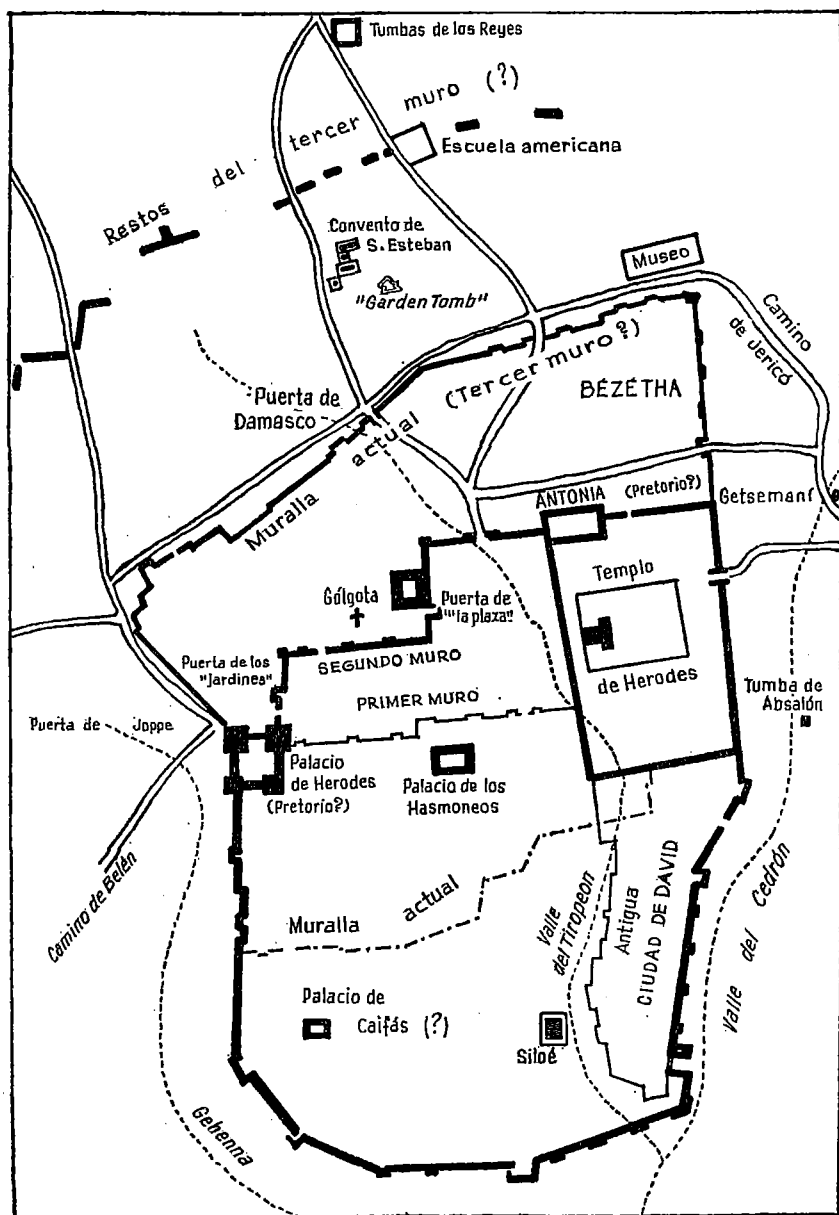 Tumbas de los Reyes
Restos del tercer muro (?)
Escuela americana
Convento de
S. Esteban
"Garden Tomb"
Museo
Camino
de Jericó
Puerta de
Damasco
Muralla actual (Tercer muro?)
BEZETHA
ANTONIA (Pretorio?)
Getsemaní
Templo
de Herodes
Gólgota
Puerta de
"la plaza"
Puerta de los
"Jardines"
SEGUNDO MURO
PRIMER MURO
Tumba de
Absalón
Puerta de Joppe
Palacio
de Herodes
(Pretorio?)
Palacio de los
Hasmoneos
Camino de Belén
Muralla actual
Valle
del Tiropeon
Antigua
CIUDAD DE DAVID
Valle del Cedrón
Palacio de
Caifás (?)
Siloé
Gehenna